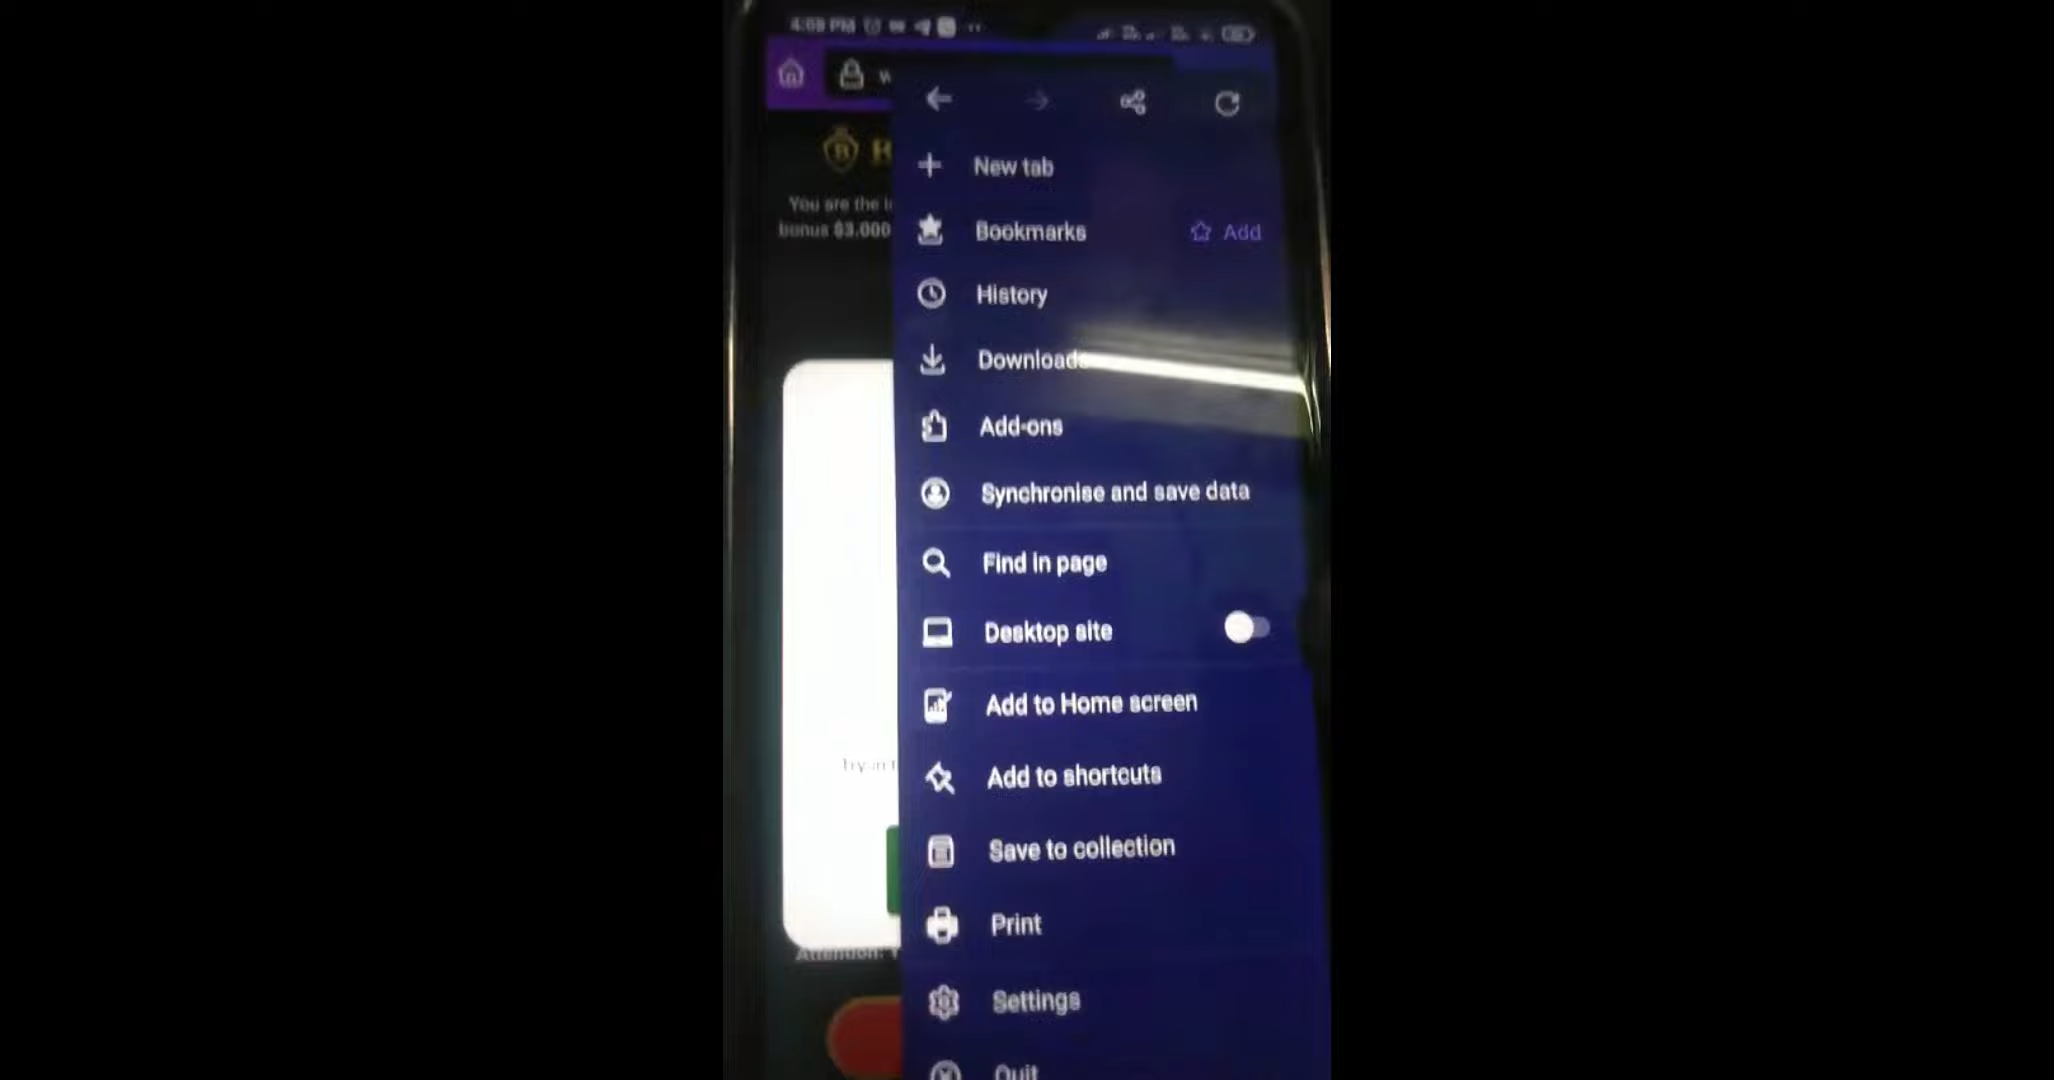 4:58 PM
You are the
bonus $3,000
New tab
Bookmarks
Add
History
Downloads
Add-ons
Synchronise and save data
Find in page
Desktop site
Add to Home screen
Add to shortcuts
Save to collection
Print
Settings
Quit
Try
Attention: